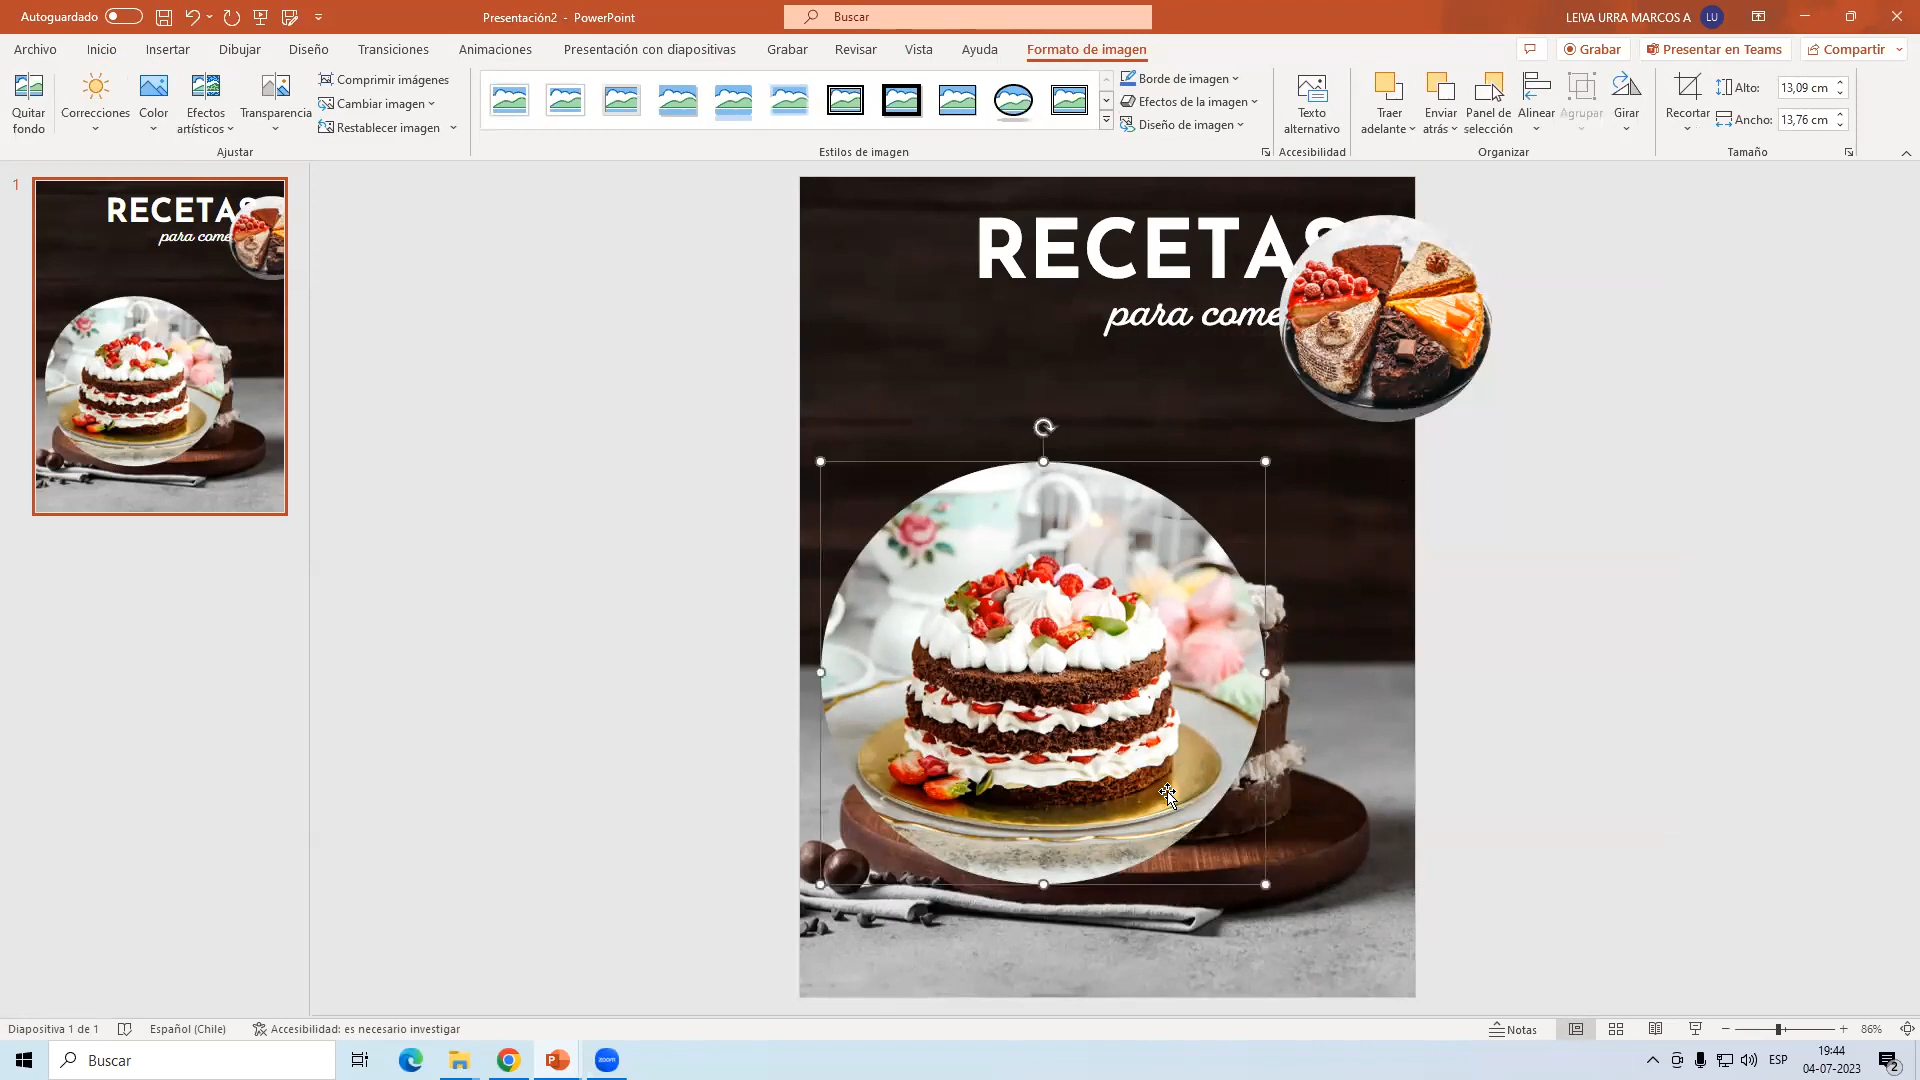 Autoguardado
Presentación2 - PowerPoint
Buscar
LEIVA URRA MARCOS A
LU
Archivo
Inicio
Insertar
Dibujar
Diseño
Transiciones
Animaciones
Presentación con diapositivas
Grabar
Revisar
Vista
Ayuda
Formato de imagen
Grabar
Presentar en Teams
Compartir
Quitar
fondo
Correcciones
Color
Efectos
artísticos
Transparencia
Comprimir imágenes
Cambiar imagen
Restablecer imagen
Ajustar
Estilos de imagen
Borde de imagen
Efectos de la imagen
Diseño de imagen
Texto
alternativo
Accesibilidad
Traer
adelante
Enviar
atrás
Panel de
selección
Alinear
Agrupar
Girar
Organizar
Recortar
Alto:
13,09 cm
Ancho:
13,76 cm
Tamaño
1
RECETAS
para come
RECETAS
para come
Diapositiva 1 de 1
Español (Chile)
Accesibilidad: es necesario investigar
Notas
86%
Buscar
zoom
ESP
19:44
04-07-2023
2